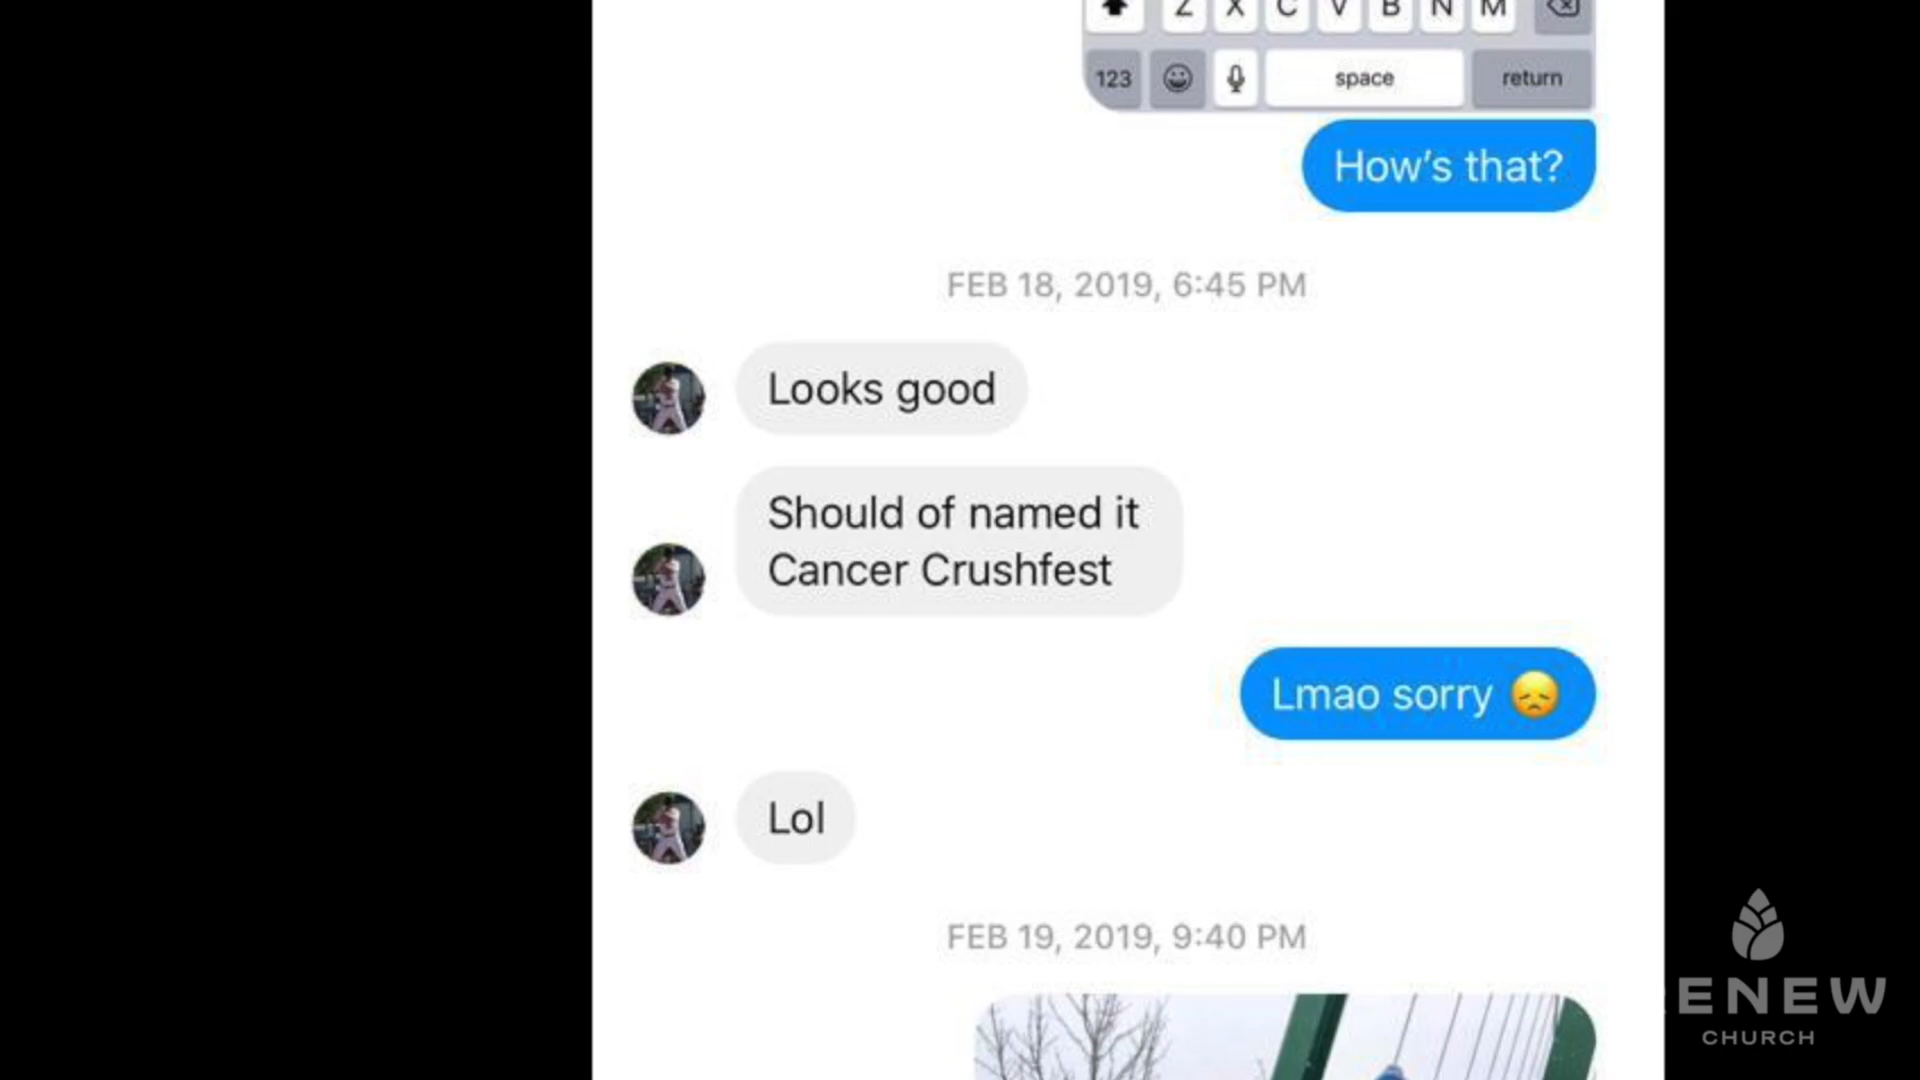 Z X C V B N M
123 space return
How's that?
FEB 18, 2019, 6:45 PM
Looks good
Should of named it
Cancer Crushfest
Lmao sorry 😞
Lol
FEB 19, 2019, 9:40 PM
ENEW
CHURCH